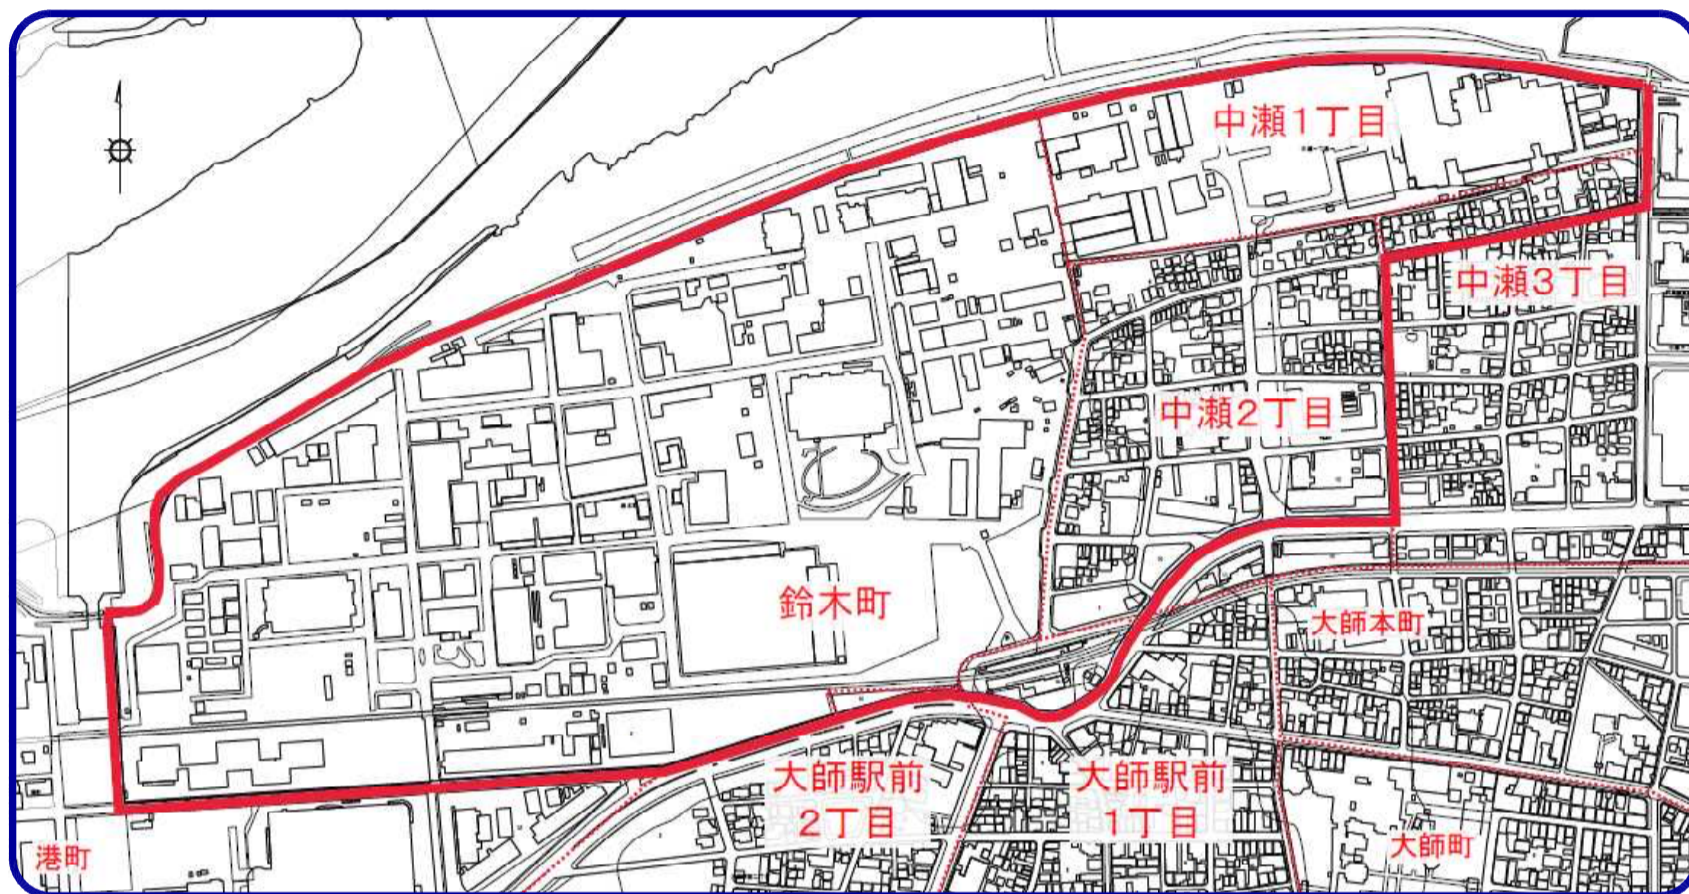 中瀬1丁目
中瀬3丁目
中瀬2丁目
鈴木町
大師本町
大師駅前
2丁目
大師駅前
1丁目
港町
大師町